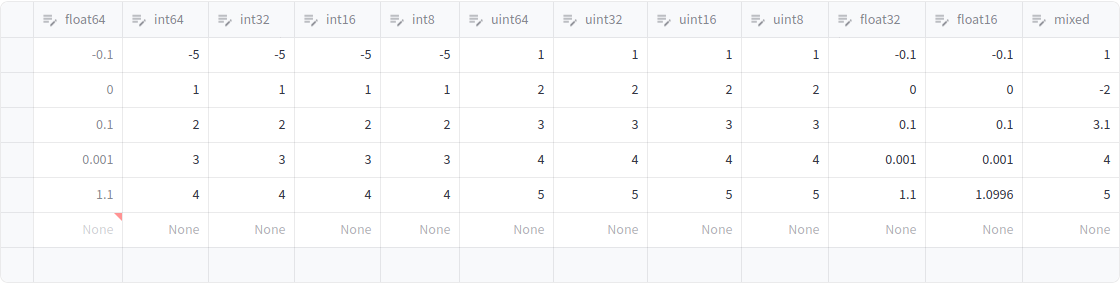 float64 int64 int32 int16 int8 uint64 uint32 uint16 uint8 float32 float16 mixed
-0.1 -5 -5 -5 -5 1 1 1 1 -0.1 -0.1 1
0 1 1 1 1 2 2 2 2 0 0 -2
0.1 2 2 2 2 3 3 3 3 0.1 0.1 3.1
0.001 3 3 3 3 4 4 4 4 0.001 0.001 4
1.1 4 4 4 4 5 5 5 5 1.1 1.0996 5
None None None None None None None None None None None None